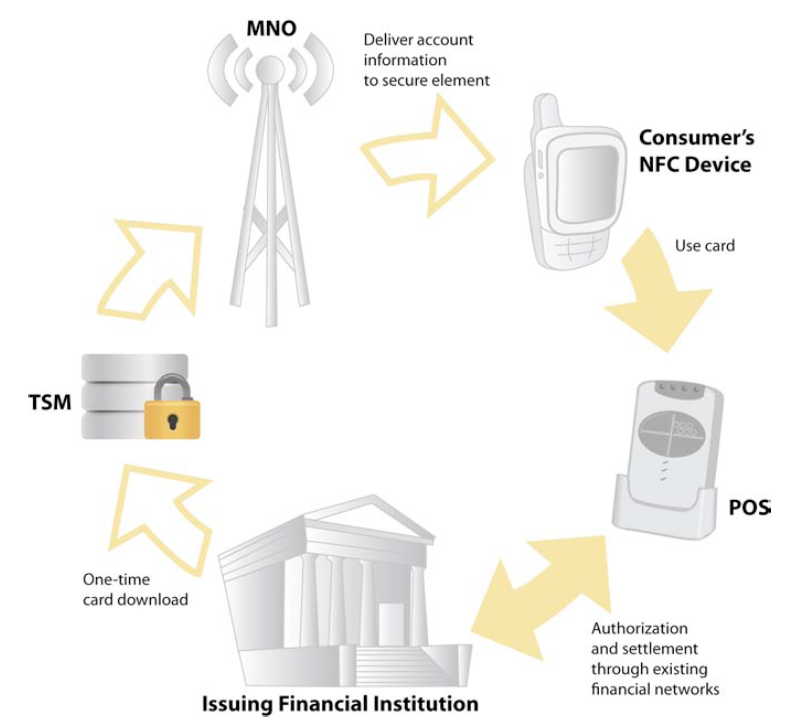 MNO
Deliver account
information
to secure element
Consumer's
NFC Device
Use card
TSM
POS
One-time
card download
Authorization
and settlement
through existing
financial networks
Issuing Financial Institution